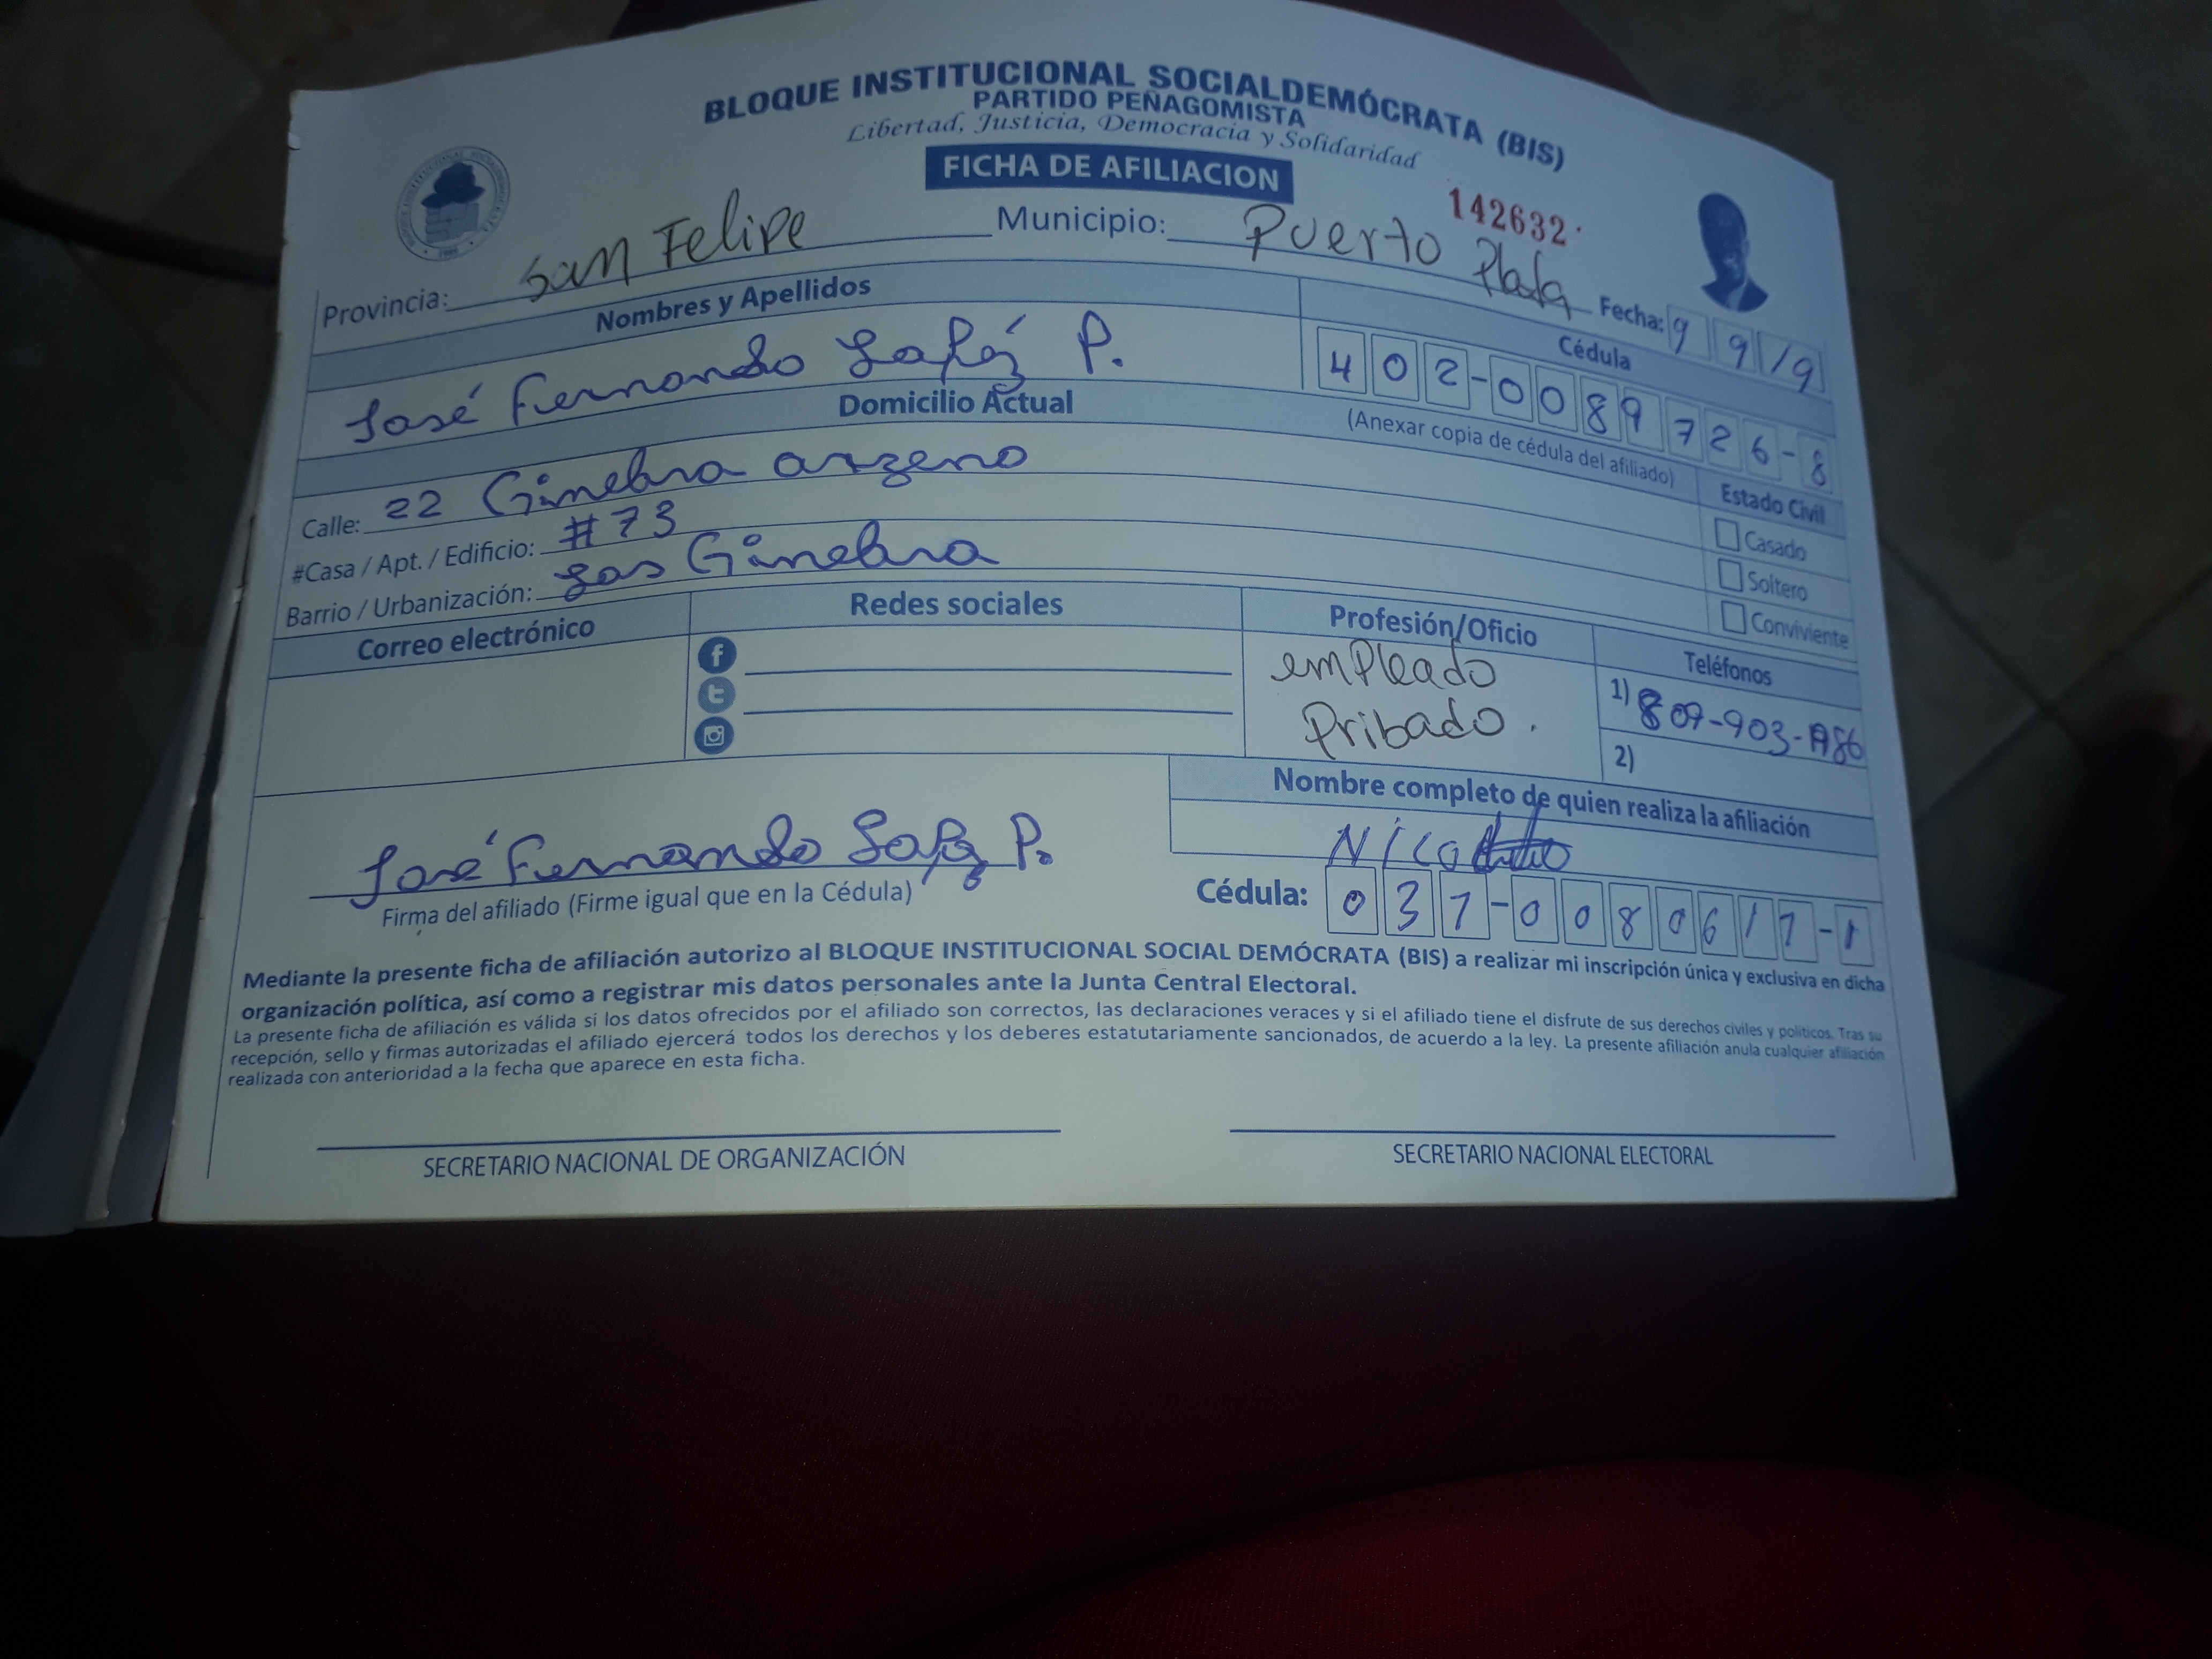 BLOQUE INSTITUCIONAL SOCIALDEMÓCRATA (BIS)
PARTIDO PEÑAGOMISTA
Libertad, Justicia, Democracia y Solidaridad
FICHA DE AFILIACION
142632
Provincia: San Felipe Municipio: Puerto Plata Fecha: 9 9 19
Nombres y Apellidos Cédula
José Fernando P. 402-0089726-8
Domicilio Actual (Anexar copia de cédula del afiliado)
Calle: 22 Ginebra arzeno Estado Civil
#Casa / Apt. / Edificio: #73 Casado
Barrio / Urbanización: Las Ginebra Soltero
Conviviente
Correo electrónico Redes sociales Profesión/Oficio Teléfonos
empleado Pribado.
1) 809-903-
2)
Nombre completo de quien realiza la afiliación
Nico
José Fernando P.
Firma del afiliado (Firme igual que en la Cédula)
Cédula: 037-0080617-1
Mediante la presente ficha de afiliación autorizo al BLOQUE INSTITUCIONAL SOCIAL DEMÓCRATA (BIS) a realizar mi inscripción única y exclusiva en dicha
organización política, así como a registrar mis datos personales ante la Junta Central Electoral.
La presente ficha de afiliación es válida si los datos ofrecidos por el afiliado son correctos, las declaraciones veraces y si el afiliado tiene el disfrute de sus derechos civiles y políticos. Tras su
recepción, sello y firmas autorizadas el afiliado ejercerá todos los derechos y los deberes estatutariamente sancionados, de acuerdo a la ley. La presente afiliación anula cualquier afiliación
realizada con anterioridad a la fecha que aparece en esta ficha.
SECRETARIO NACIONAL DE ORGANIZACIÓN SECRETARIO NACIONAL ELECTORAL